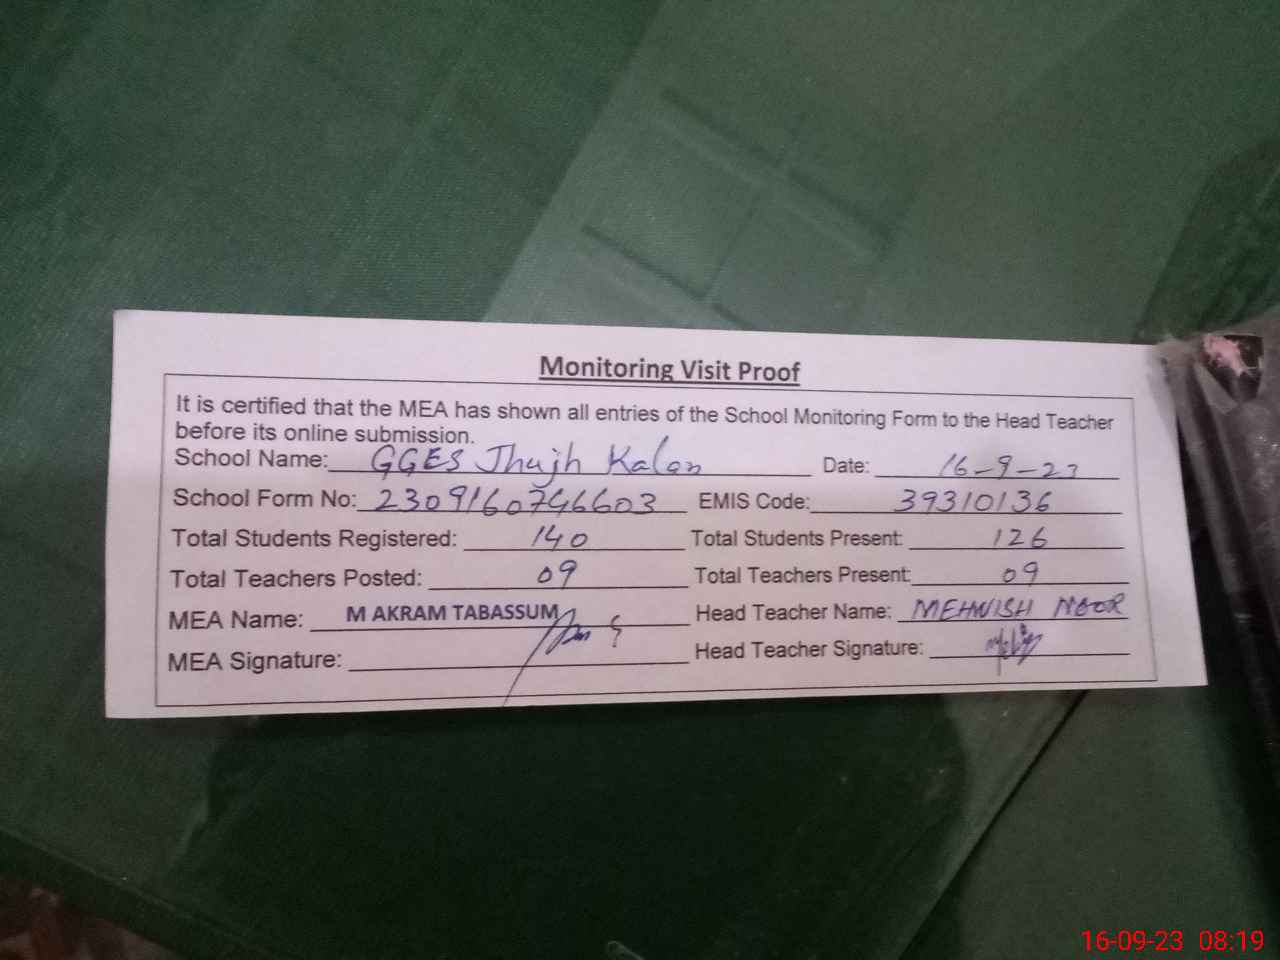 Monitoring Visit Proof
It is certified that the MEA has shown all entries of the School Monitoring Form to the Head Teacher
before its online submission.
School Name: GGES Jhujh Kalan Date: 16-9-23
School Form No: 2309160746603 EMIS Code: 39310136
Total Students Registered: 140 Total Students Present: 126
Total Teachers Posted: 09 Total Teachers Present: 09
MEA Name: M AKRAM TABASSUM Head Teacher Name: MEHWISH NOOR
MEA Signature: Head Teacher Signature:
16-09-23 08:19